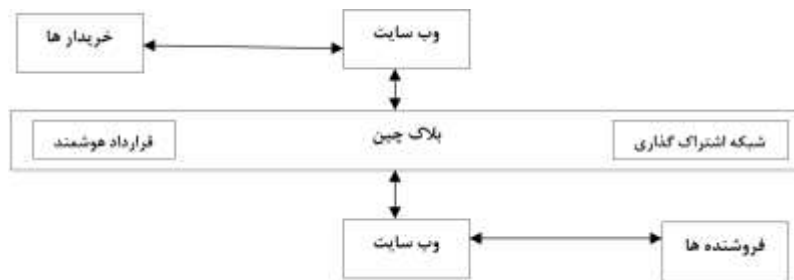 وب سایت
خریدار ها
شبکه اشتراک گذاری
بلاک چین
قرارداد هوشمند
فروشنده ها
وب سایت